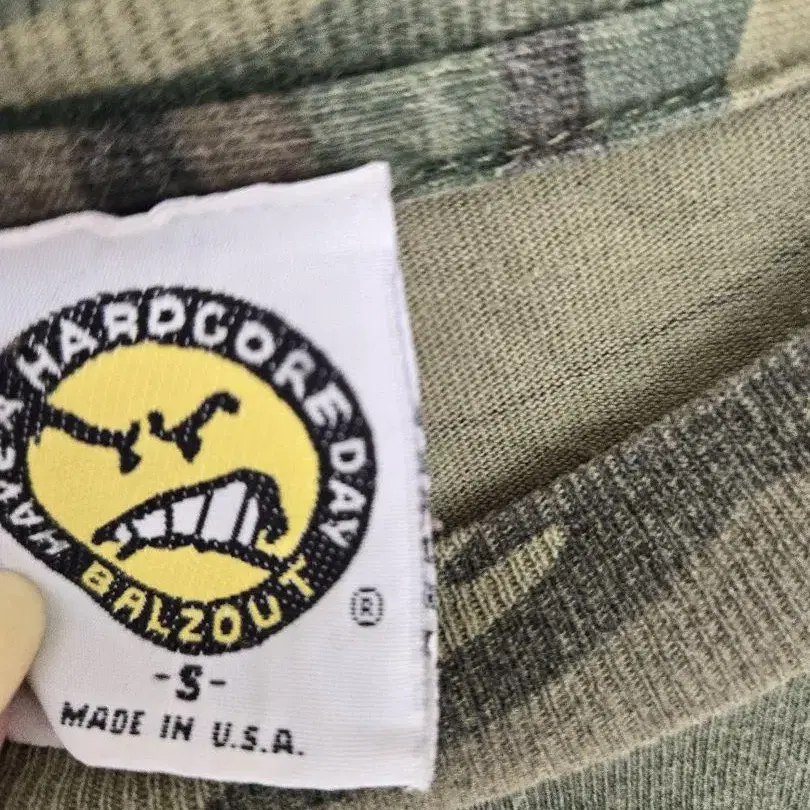 HAVE A HARDCORE DAY
BALZOUT
®
-S-
MADE IN U.S.A.